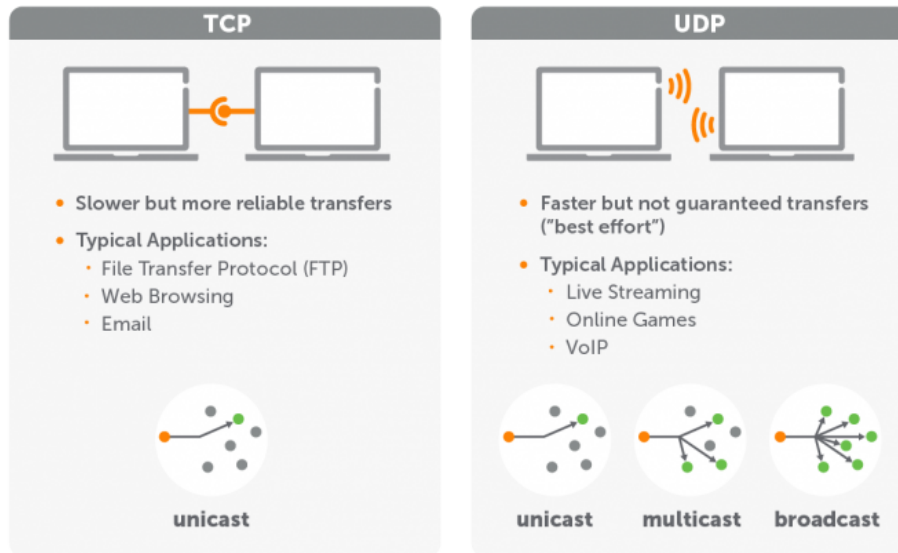 TCP
Slower but more reliable transfers
Typical Applications:
File Transfer Protocol (FTP)
Web Browsing
Email
unicast
UDP
Faster but not guaranteed transfers
("best effort")
Typical Applications:
Live Streaming
Online Games
VoIP
unicast multicast broadcast